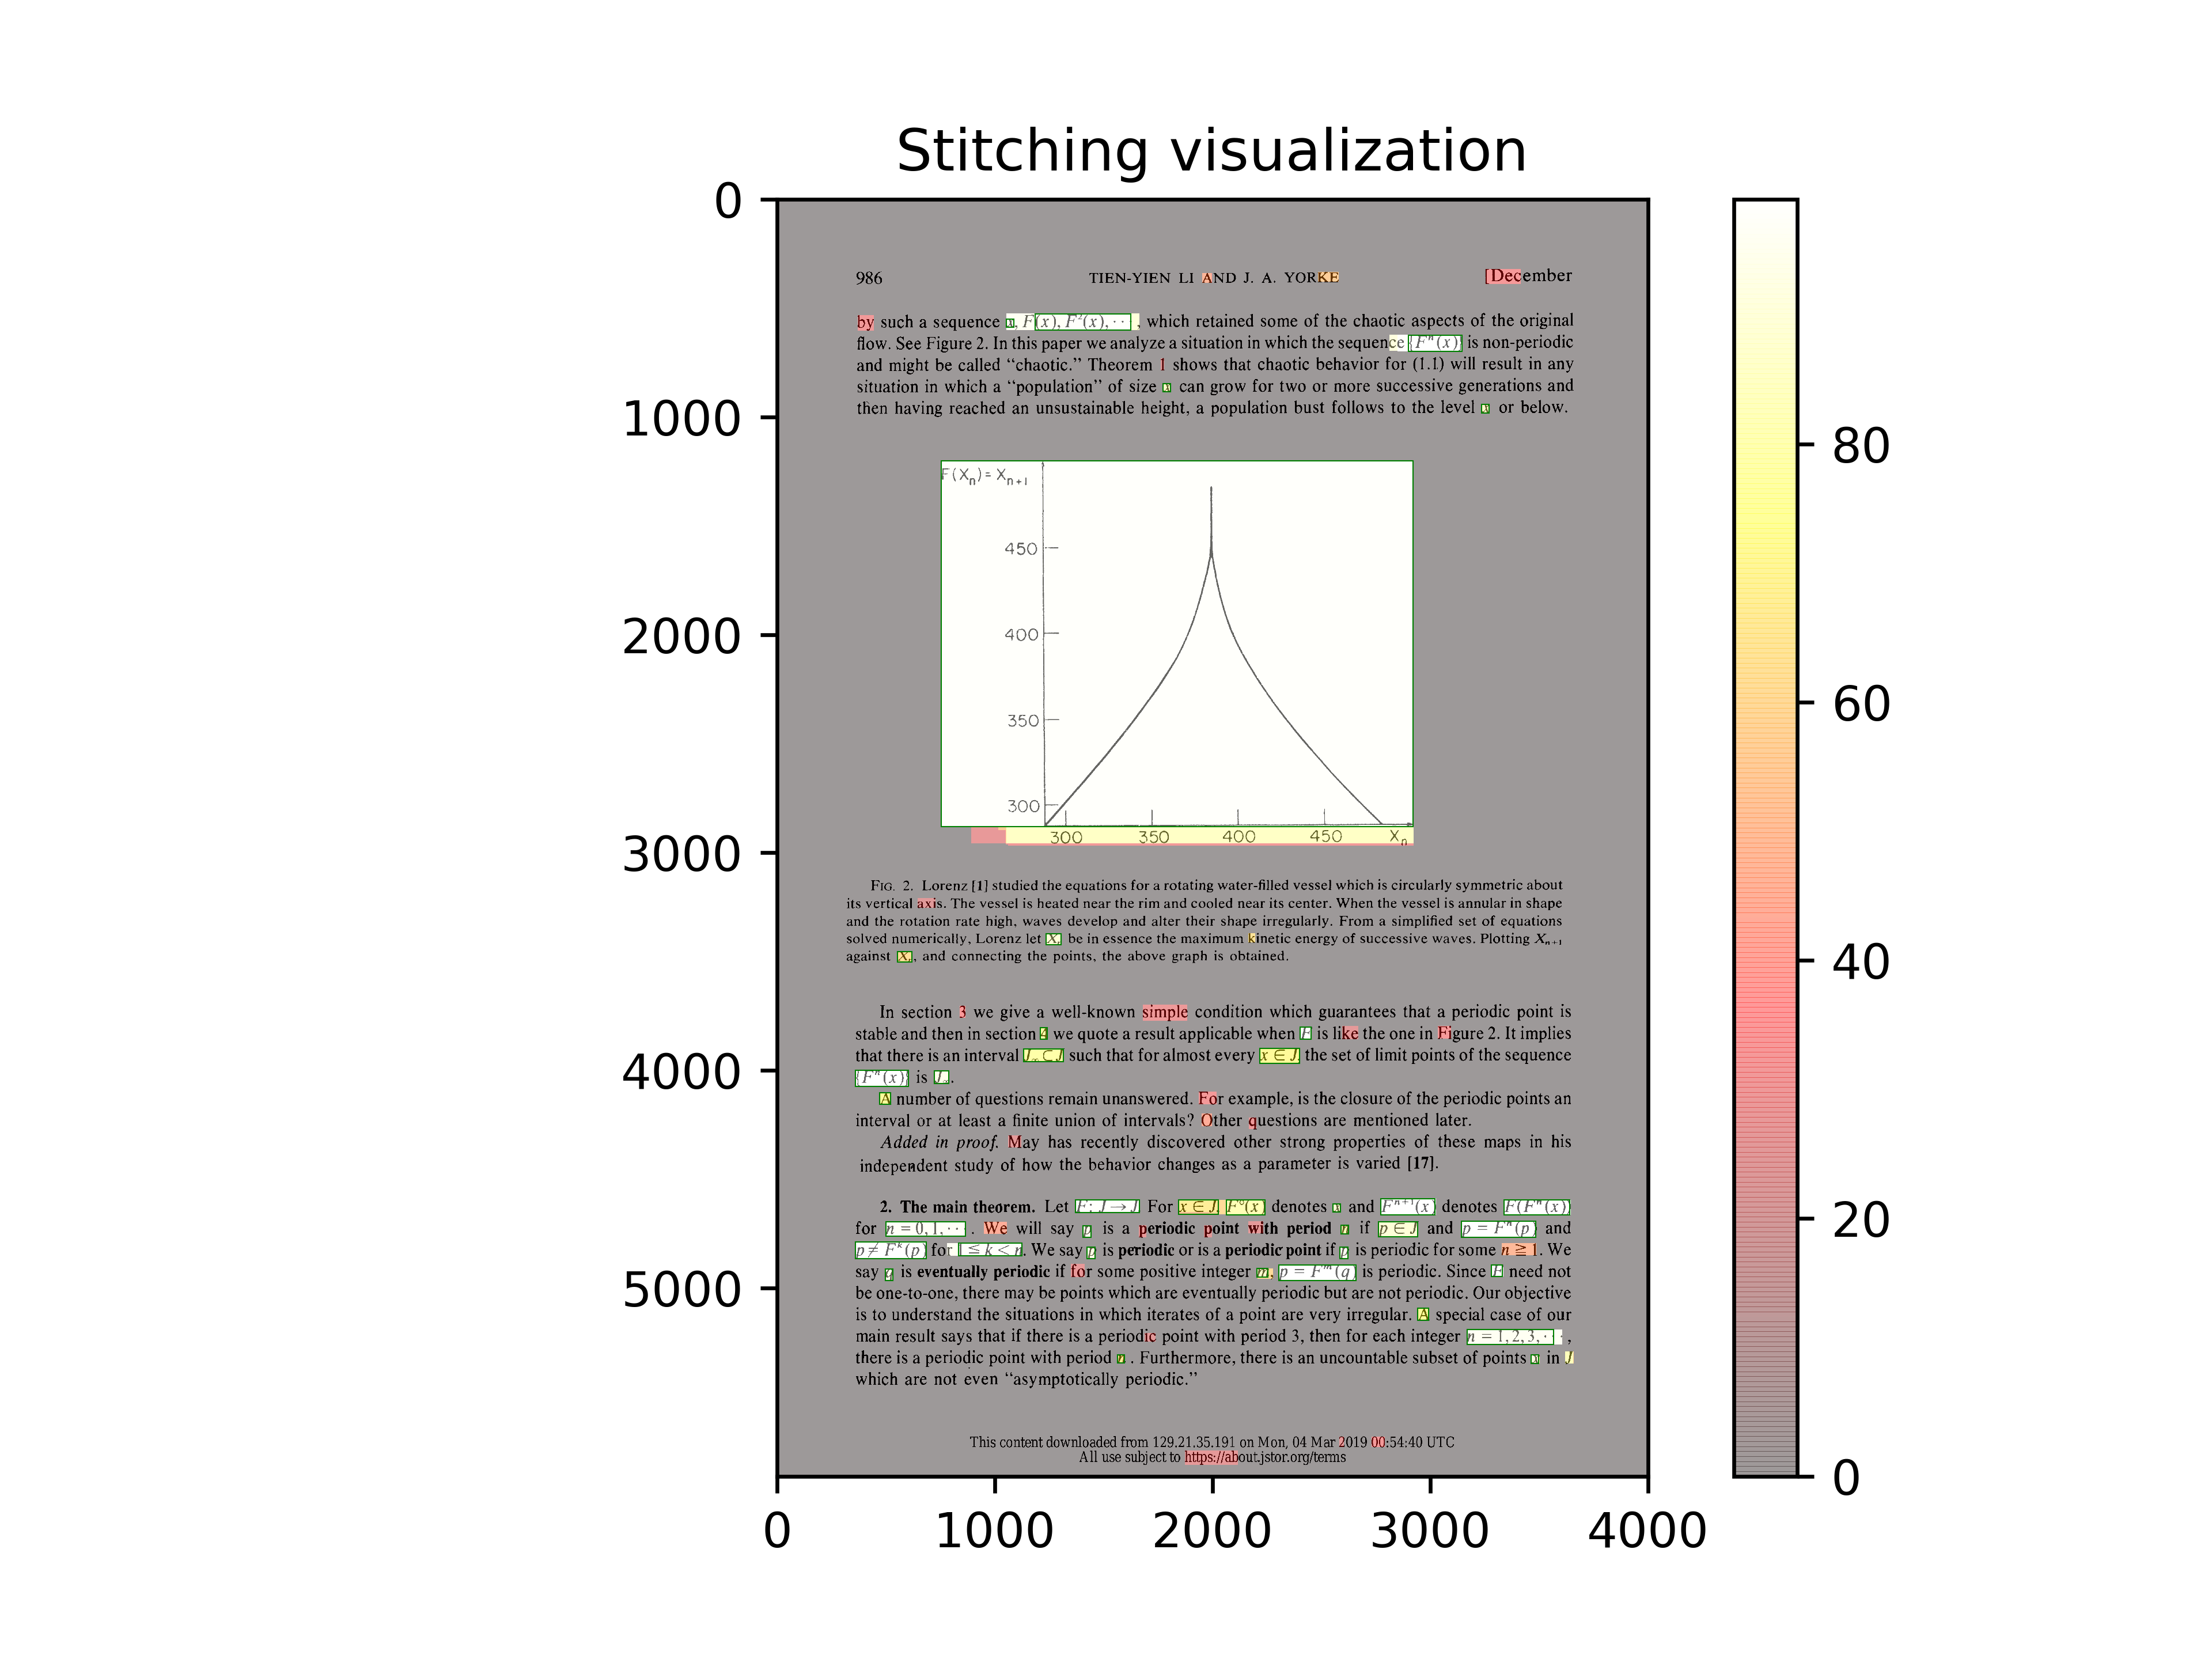 Stitching visualization
0
1000
2000
3000
4000
5000
986 TIEN-YIEN LI AND J. A. YORKE [December
by such a sequence x, F(x), F²(x), ···, which retained some of the chaotic aspects of the original
flow. See Figure 2. In this paper we analyze a situation in which the sequence {Fⁿ(x)} is non-periodic
and might be called “chaotic.” Theorem 1 shows that chaotic behavior for (1.1) will result in any
situation in which a “population” of size x can grow for two or more successive generations and
then having reached an unsustainable height, a population bust follows to the level x or below.
F(Xₙ) = Xₙ₊₁
450
400
350
300
300 350 400 450 Xₙ
FIG. 2. Lorenz [1] studied the equations for a rotating water-filled vessel which is circularly symmetric about
its vertical axis. The vessel is heated near the rim and cooled near its center. When the vessel is annular in shape
and the rotation rate high, waves develop and alter their shape irregularly. From a simplified set of equations
solved numerically, Lorenz let Xₙ be in essence the maximum kinetic energy of successive waves. Plotting Xₙ₊₁
against Xₙ, and connecting the points, the above graph is obtained.
In section 3 we give a well-known simple condition which guarantees that a periodic point is
stable and then in section 4 we quote a result applicable when F is like the one in Figure 2. It implies
that there is an interval J∞ ⊂ J such that for almost every x ∈ J the set of limit points of the sequence
{Fⁿ(x)} is J∞.
A number of questions remain unanswered. For example, is the closure of the periodic points an
interval or at least a finite union of intervals? Other questions are mentioned later.
Added in proof. May has recently discovered other strong properties of these maps in his
independent study of how the behavior changes as a parameter is varied [17].
2. The main theorem. Let F: J → J. For x ∈ J, F⁰(x) denotes x and Fⁿ⁺¹(x) denotes F(Fⁿ(x))
for n = 0,1,··· . We will say p is a periodic point with period n if p ∈ J and p = Fⁿ(p) and
p ≠ Fᵏ(p) for 1 ≤ k < n. We say p is periodic or is a periodic point if p is periodic for some n ≧ 1. We
say q is eventually periodic if for some positive integer m, p = Fᵐ(q) is periodic. Since F need not
be one-to-one, there may be points which are eventually periodic but are not periodic. Our objective
is to understand the situations in which iterates of a point are very irregular. A special case of our
main result says that if there is a periodic point with period 3, then for each integer n = 1,2,3,···,
there is a periodic point with period n. Furthermore, there is an uncountable subset of points x in J
which are not even “asymptotically periodic.”
This content downloaded from 129.21.35.191 on Mon, 04 Mar 2019 00:54:40 UTC
All use subject to https://about.jstor.org/terms
0 1000 2000 3000 4000
80
60
40
20
0